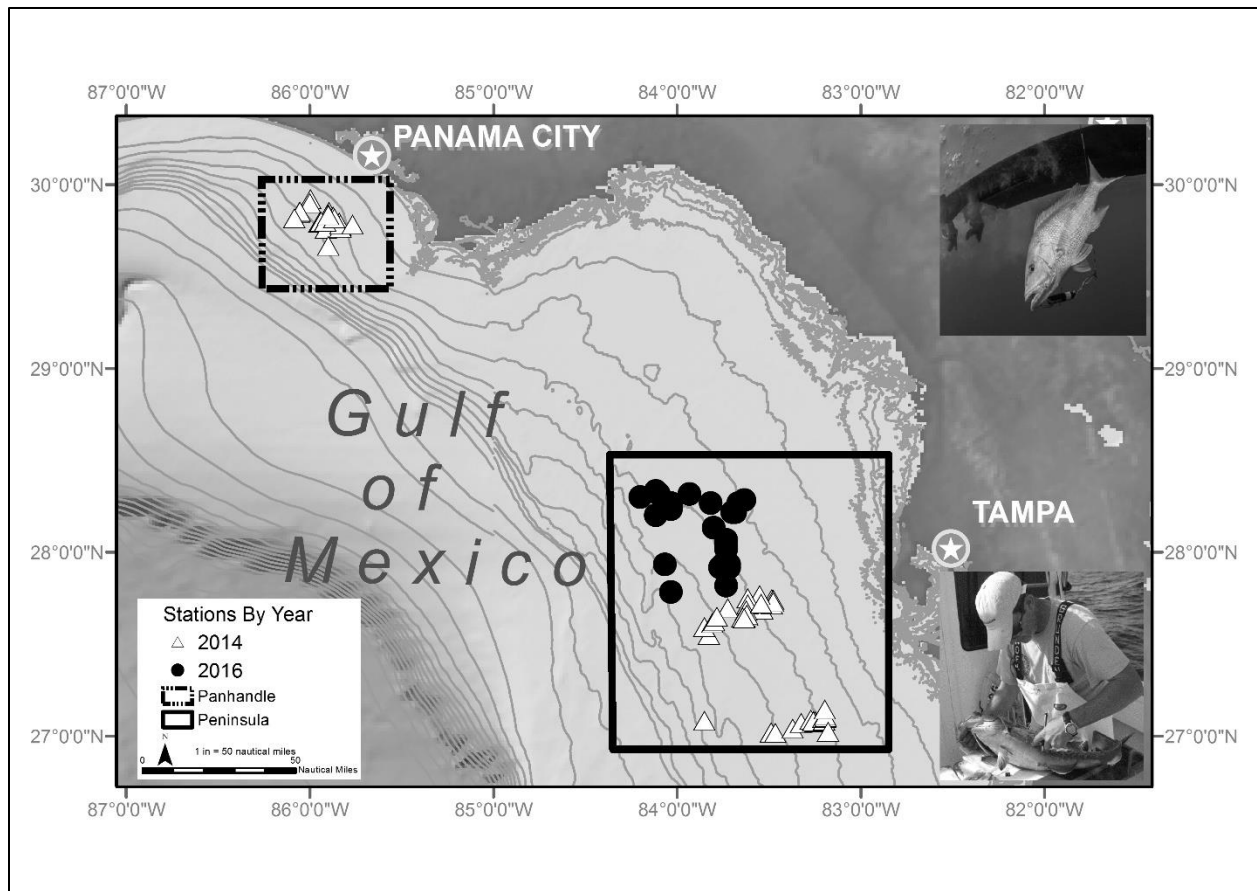 87°0'0"W 86°0'0"W 85°0'0"W 84°0'0"W 83°0'0"W 82°0'0"W
PANAMA CITY
30°0'0"N 30°0'0"N
29°0'0"N 29°0'0"N
Gulf
of
Mexico
TAMPA
28°0'0"N 28°0'0"N
Stations By Year
2014
2016
Panhandle
Peninsula
N
1 in = 50 nautical miles
0 50
Nautical Miles
27°0'0"N 27°0'0"N
87°0'0"W 86°0'0"W 85°0'0"W 84°0'0"W 83°0'0"W 82°0'0"W